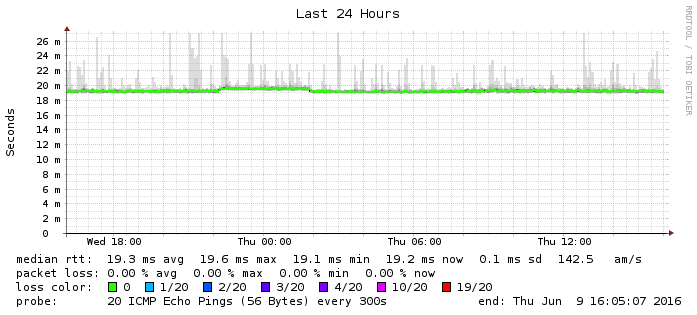 Last 24 Hours
RRDTOOL / TOBI OETIKER
Seconds
26 m
24 m
22 m
20 m
18 m
16 m
14 m
12 m
10 m
8 m
6 m
4 m
2 m
0
Wed 18:00 Thu 00:00 Thu 06:00 Thu 12:00
median rtt: 19.3 ms avg 19.6 ms max 19.1 ms min 19.2 ms now 0.1 ms sd 142.5 am/s
packet loss: 0.00 % avg 0.00 % max 0.00 % min 0.00 % now
loss color: 0 1/20 2/20 3/20 4/20 10/20 19/20
probe: 20 ICMP Echo Pings (56 Bytes) every 300s end: Thu Jun 9 16:05:07 2016